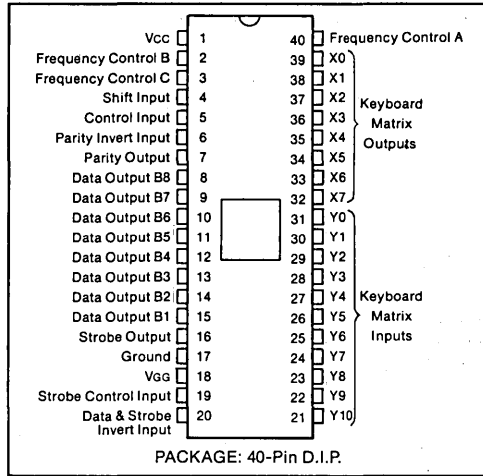 VCC 1 40 Frequency Control A
Frequency Control B 2 39 X0
Frequency Control C 3 38 X1
Shift Input 4 37 X2
Control Input 5 36 X3
Parity Invert Input 6 35 X4
Parity Output 7 34 X5
Data Output B8 8 33 X6
Data Output B7 9 32 X7
Keyboard
Matrix
Outputs
Data Output B6 10 31 Y0
Data Output B5 11 30 Y1
Data Output B4 12 29 Y2
Data Output B3 13 28 Y3
Data Output B2 14 27 Y4
Data Output B1 15 26 Y5
Strobe Output 16 25 Y6
Ground 17 24 Y7
VGG 18 23 Y8
Strobe Control Input 19 22 Y9
Data & Strobe 20 21 Y10
Invert Input
Keyboard
Matrix
Inputs
PACKAGE: 40-Pin D.I.P.